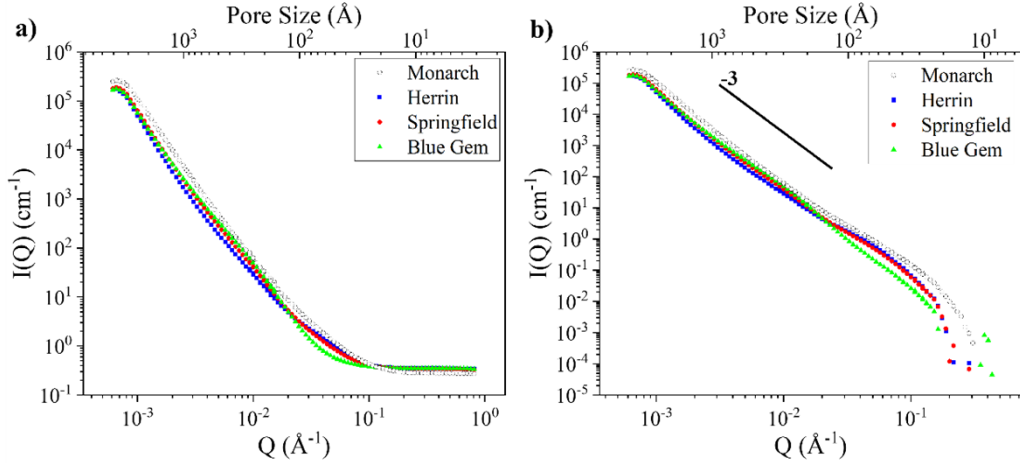 a)
Pore Size (Å)
10³ 10² 10¹
10⁶
10⁵
10⁴
10³
10²
10¹
10⁰
10⁻¹
I(Q) (cm⁻¹)
Monarch
Herrin
Springfield
Blue Gem
10⁻³ 10⁻² 10⁻¹ 10⁰
Q (Å⁻¹)
b)
Pore Size (Å)
10³ 10² 10¹
10⁶
10⁵
10⁴
10³
10²
10¹
10⁰
10⁻¹
10⁻²
10⁻³
10⁻⁴
10⁻⁵
I(Q) (cm⁻¹)
-3
Monarch
Herrin
Springfield
Blue Gem
10⁻³ 10⁻² 10⁻¹
Q (Å⁻¹)